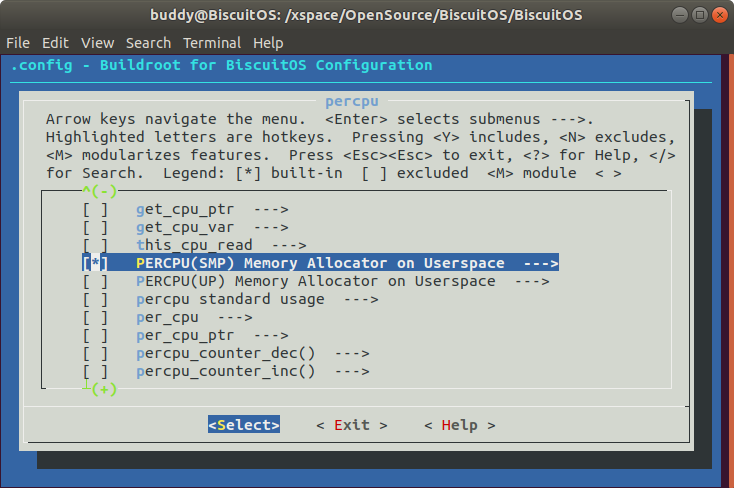 buddy@BiscuitOS: /xspace/OpenSource/BiscuitOS/BiscuitOS
File Edit View Search Terminal Help
.config - Buildroot for BiscuitOS Configuration
percpu
Arrow keys navigate the menu.  <Enter> selects submenus --->.
Highlighted letters are hotkeys.  Pressing <Y> includes, <N> excludes,
<M> modularizes features.  Press <Esc><Esc> to exit, <?> for Help, </>
for Search.  Legend: [*] built-in  [ ] excluded  <M> module  < >
^(-)
[ ]   get_cpu_ptr  --->
[ ]   get_cpu_var  --->
[ ]   this_cpu_read  --->
[*]   PERCPU(SMP) Memory Allocator on Userspace  --->
[ ]   PERCPU(UP) Memory Allocator on Userspace  --->
[ ]   percpu standard usage  --->
[ ]   per_cpu  --->
[ ]   per_cpu_ptr  --->
[ ]   percpu_counter_dec()  --->
[ ]   percpu_counter_inc()  --->
┴(+)
<Select>    < Exit >    < Help >